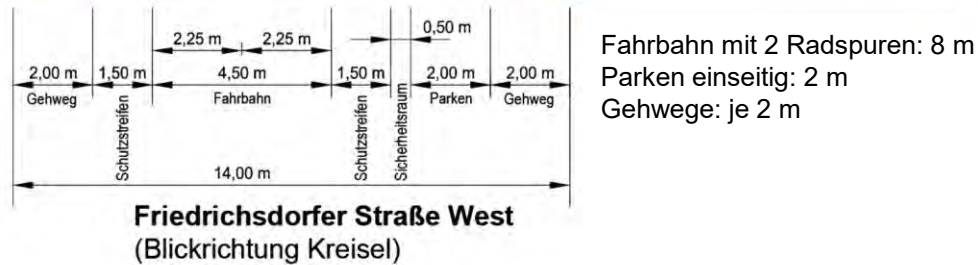 0,50 m
2,25 m 2,25 m
2,00 m 1,50 m 4,50 m 1,50 m 2,00 m 2,00 m
Gehweg Schutzstreifen Fahrbahn Schutzstreifen Sicherheitsraum Parken Gehweg
14,00 m
Friedrichsdorfer Straße West
(Blickrichtung Kreisel)
Fahrbahn mit 2 Radspuren: 8 m
Parken einseitig: 2 m
Gehwege: je 2 m